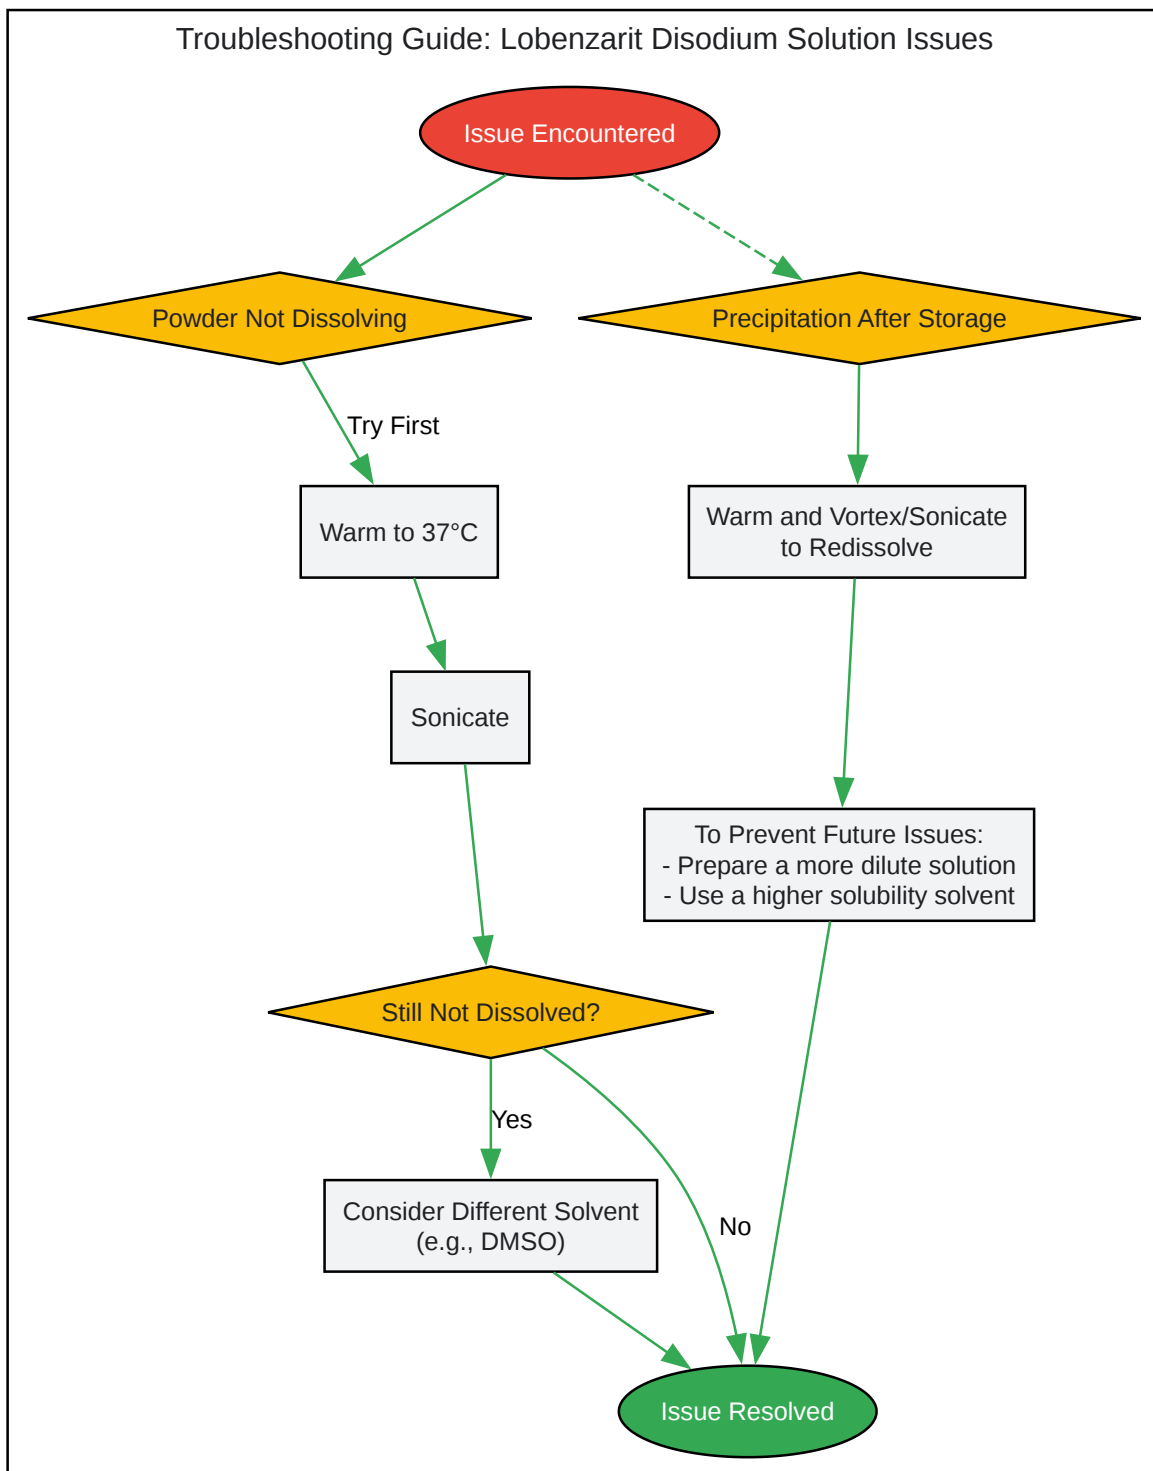 Troubleshooting Guide: Lobenzarit Disodium Solution Issues
Issue Encountered
Powder Not Dissolving
Precipitation After Storage
Try First
Warm to 37°C
Warm and Vortex/Sonicate
to Redissolve
Sonicate
To Prevent Future Issues:
- Prepare a more dilute solution
- Use a higher solubility solvent
Still Not Dissolved?
Yes
Consider Different Solvent
(e.g., DMSO)
No
Issue Resolved